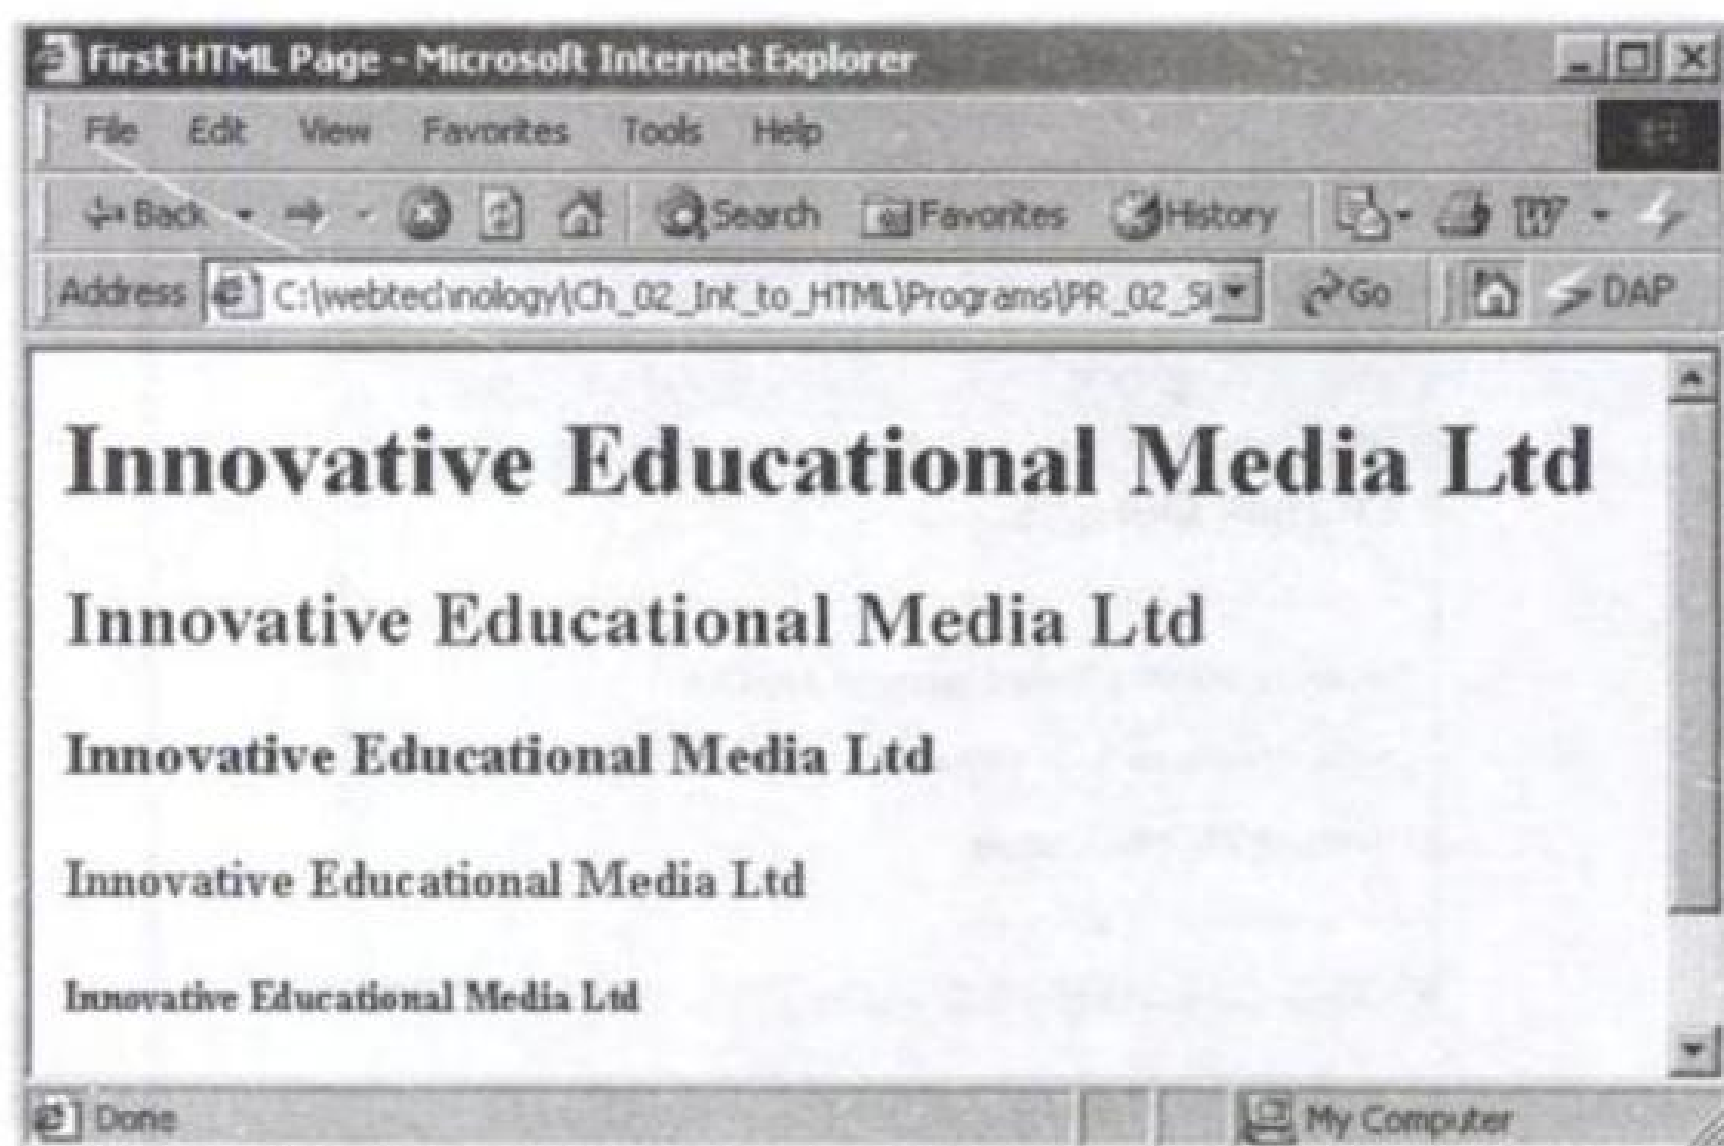 First HTML Page - Microsoft Internet Explorer
File Edit View Favorites Tools Help
Back Search Favorites History
Address C:\webtechnology\Ch_02_Int_to_HTML\Programs\PR_02_Si Go DAP
Innovative Educational Media Ltd
Innovative Educational Media Ltd
Innovative Educational Media Ltd
Innovative Educational Media Ltd
Innovative Educational Media Ltd
Done My Computer